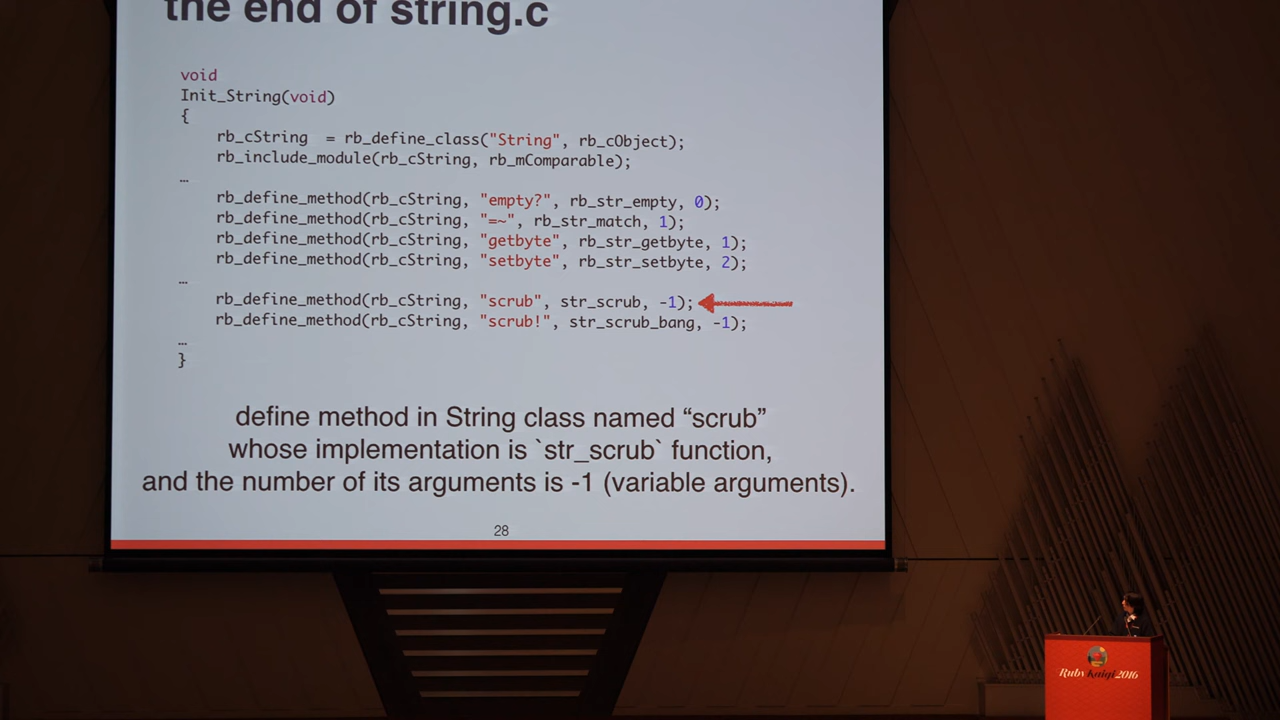 the end of string.c
void
Init_String(void)
{
rb_cString = rb_define_class("String", rb_cObject);
rb_include_module(rb_cString, rb_mComparable);
…
rb_define_method(rb_cString, "empty?", rb_str_empty, 0);
rb_define_method(rb_cString, "=~", rb_str_match, 1);
rb_define_method(rb_cString, "getbyte", rb_str_getbyte, 1);
rb_define_method(rb_cString, "setbyte", rb_str_setbyte, 2);
…
rb_define_method(rb_cString, "scrub", str_scrub, -1);
rb_define_method(rb_cString, "scrub!", str_scrub_bang, -1);
…
}
define method in String class named “scrub”
whose implementation is `str_scrub` function,
and the number of its arguments is -1 (variable arguments).
28
Ruby Kaigi 2016